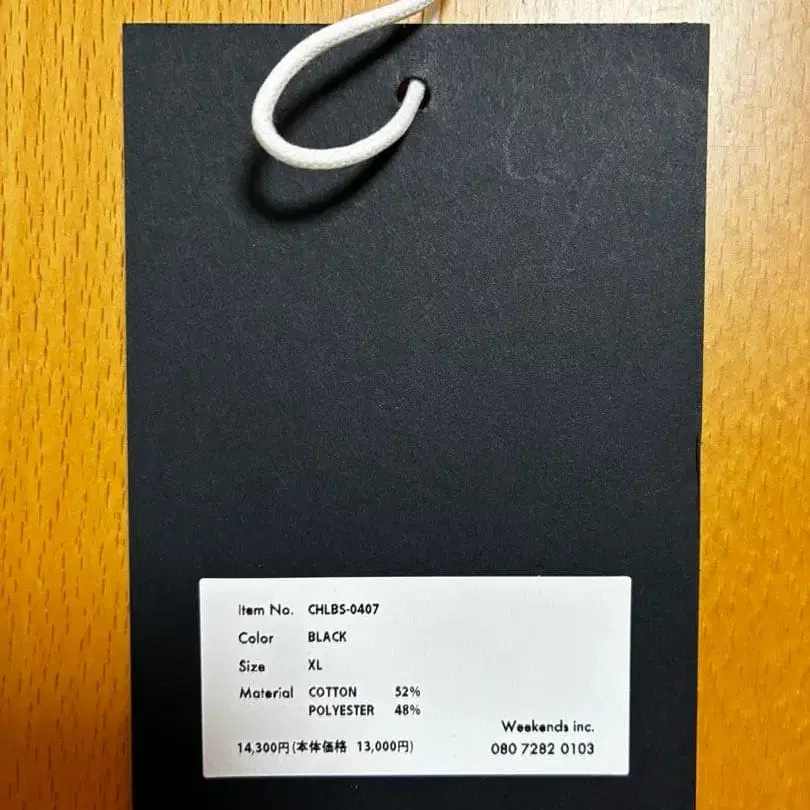 Item No. CHLBS-0407
Color BLACK
Size XL
Material COTTON 52%
POLYESTER 48%
Weekends inc.
14,300円(本体価格 13,000円)
080 7282 0103